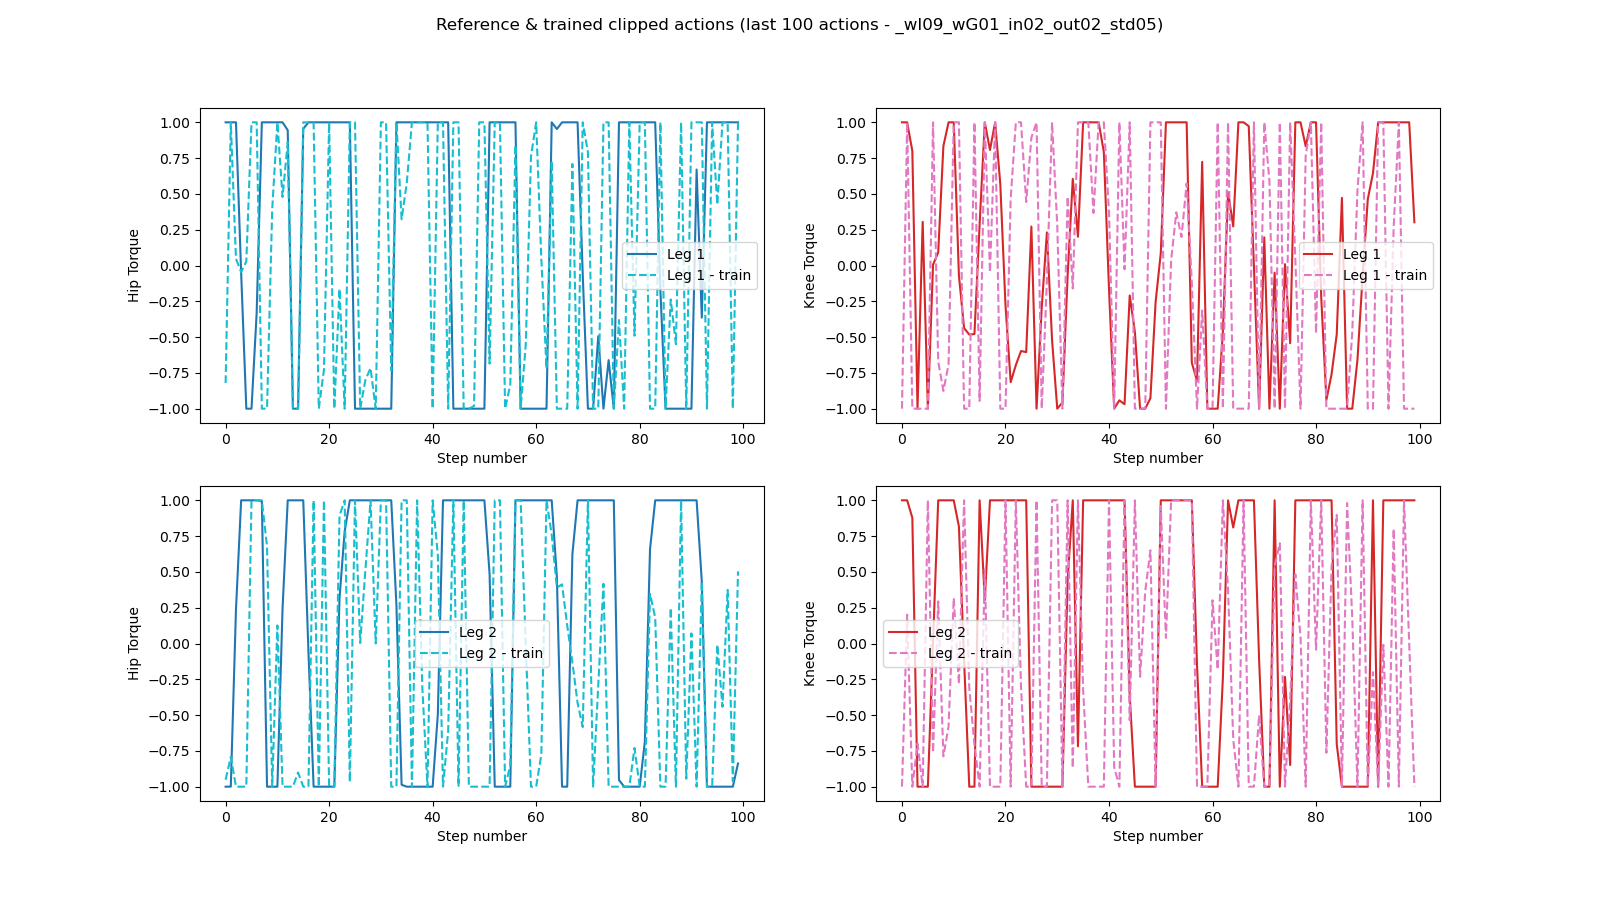 Reference & trained clipped actions (last 100 actions - _wI09_wG01_in02_out02_std05)
1.00
0.75
0.50
0.25
0.00
−0.25
−0.50
−0.75
−1.00
Hip Torque
Leg 1
Leg 1 - train
0 20 40 60 80 100
Step number
1.00
0.75
0.50
0.25
0.00
−0.25
−0.50
−0.75
−1.00
Knee Torque
Leg 1
Leg 1 - train
0 20 40 60 80 100
Step number
1.00
0.75
0.50
0.25
0.00
−0.25
−0.50
−0.75
−1.00
Hip Torque
Leg 2
Leg 2 - train
0 20 40 60 80 100
Step number
1.00
0.75
0.50
0.25
0.00
−0.25
−0.50
−0.75
−1.00
Knee Torque
Leg 2
Leg 2 - train
0 20 40 60 80 100
Step number